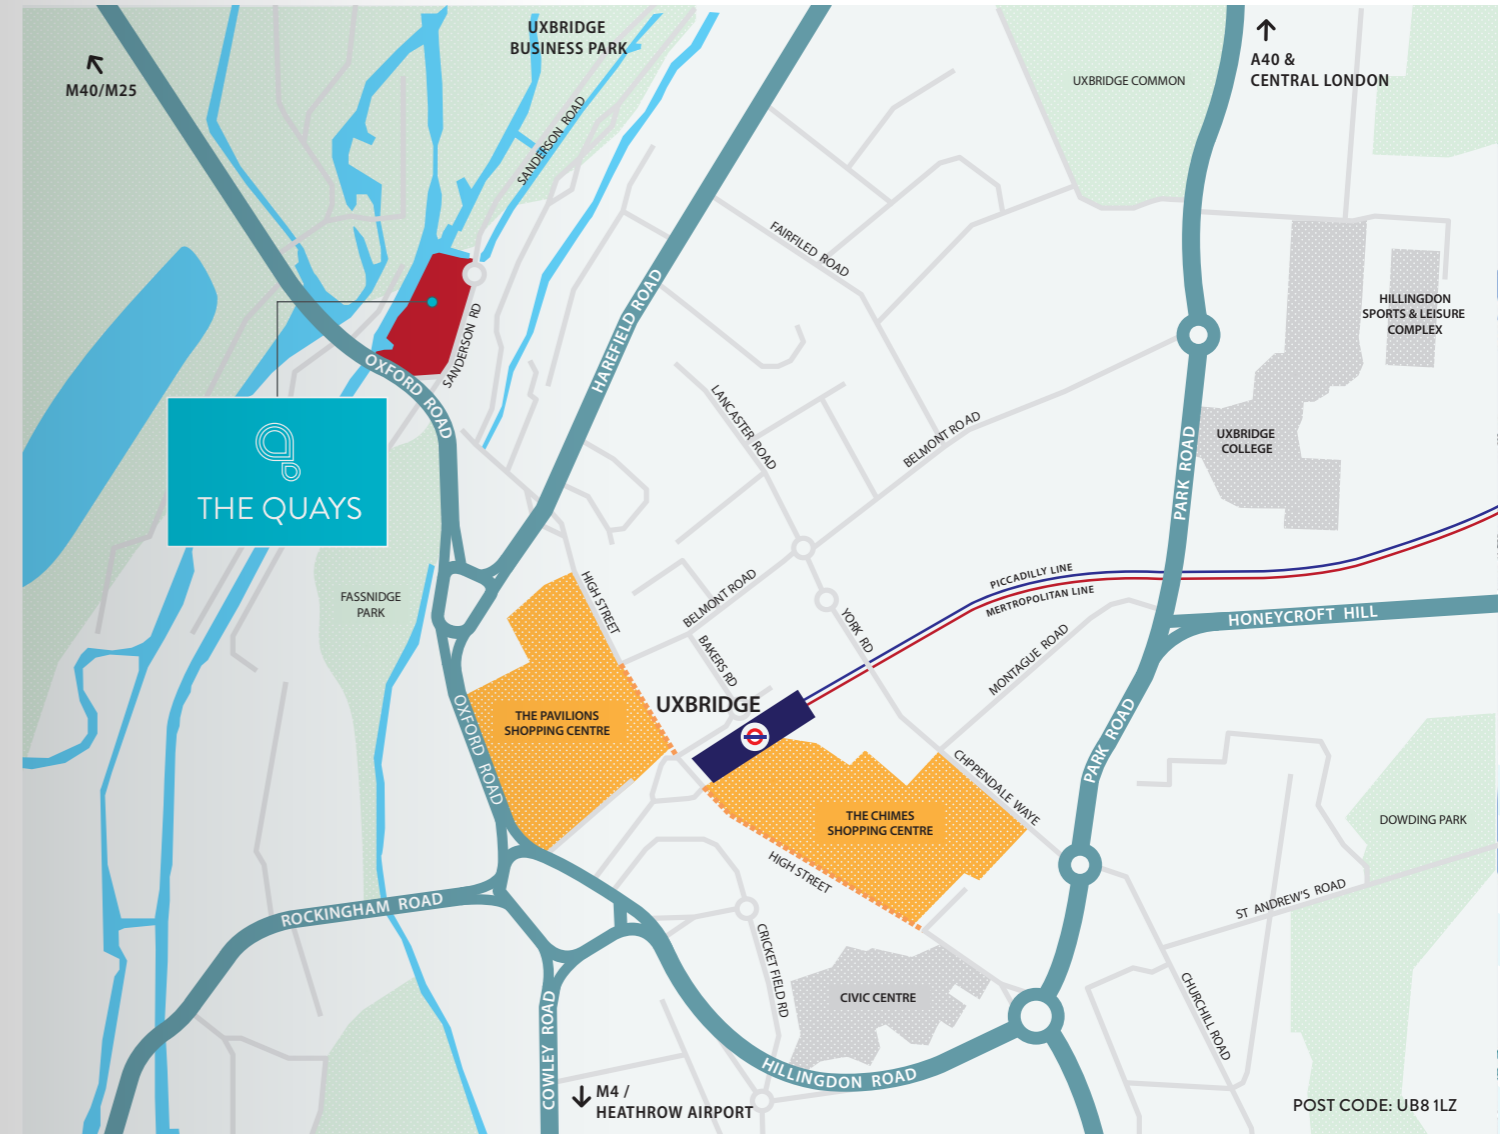 UXBRIDGE
BUSINESS PARK
M40/M25
A40 &
CENTRAL LONDON
UXBRIDGE COMMON
SANDERSON ROAD
FAIRFILED ROAD
HAREFIELD ROAD
SANDERSON RD
HILLINGDON
SPORTS & LEISURE
COMPLEX
OXFORD ROAD
LANCASTER ROAD
BELMONT ROAD
PARK ROAD
UXBRIDGE
COLLEGE
THE QUAYS
PICCADILLY LINE
MERTROPOLITAN LINE
FASSNIDGE
PARK
HIGH STREET
BELMONT ROAD
YORK RD
HONEYCROFT HILL
BAKERS RD
MONTAGUE ROAD
UXBRIDGE
THE PAVILIONS
SHOPPING CENTRE
OXFORD ROAD
PARK ROAD
CHPPENDALE WAYE
THE CHIMES
SHOPPING CENTRE
DOWDING PARK
HIGH STREET
ST ANDREW'S ROAD
ROCKINGHAM ROAD
CRICKET FIELD RD
CIVIC CENTRE
CHURCHILL ROAD
COWLEY ROAD
HILLINGDON ROAD
M4 /
HEATHROW AIRPORT
POST CODE: UB8 1LZ